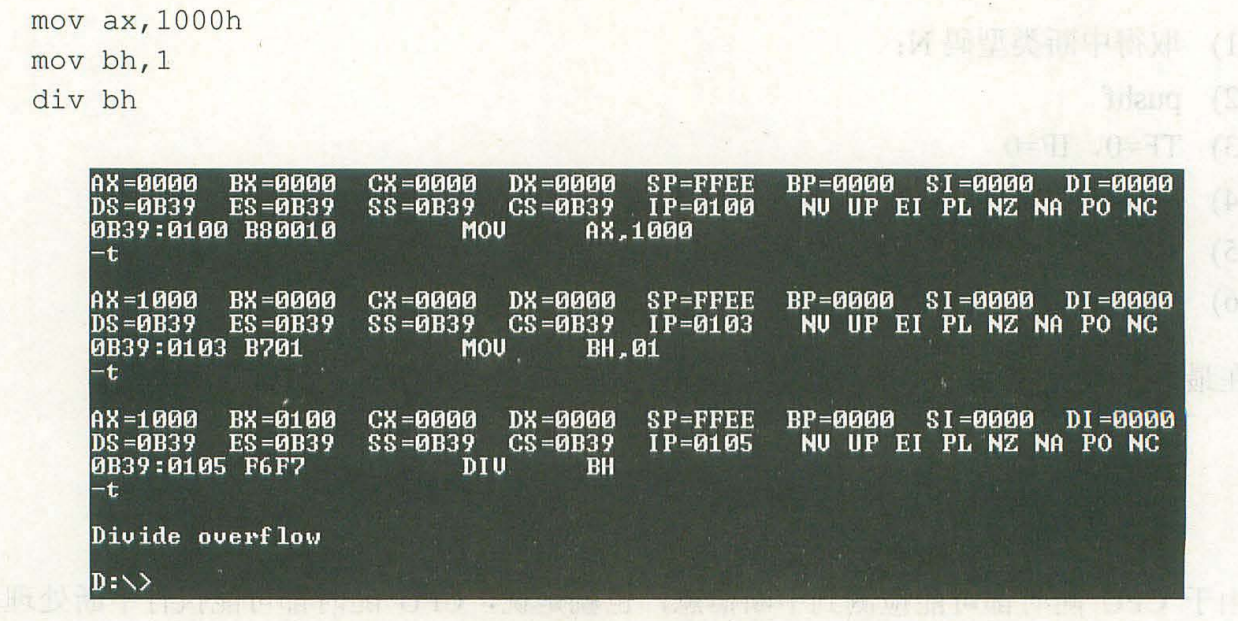 mov ax,1000h
mov bh,1
div bh
AX=0000 BX=0000 CX=0000 DX=0000 SP=FFEE BP=0000 SI=0000 DI=0000
DS=0B39 ES=0B39 SS=0B39 CS=0B39 IP=0100 NV UP EI PL NZ NA PO NC
0B39:0100 B80010 MOV AX,1000
-t
AX=1000 BX=0000 CX=0000 DX=0000 SP=FFEE BP=0000 SI=0000 DI=0000
DS=0B39 ES=0B39 SS=0B39 CS=0B39 IP=0103 NV UP EI PL NZ NA PO NC
0B39:0103 B701 MOV BH,01
-t
AX=1000 BX=0100 CX=0000 DX=0000 SP=FFEE BP=0000 SI=0000 DI=0000
DS=0B39 ES=0B39 SS=0B39 CS=0B39 IP=0105 NV UP EI PL NZ NA PO NC
0B39:0105 F6F7 DIV BH
-t
Divide overflow
D:\>